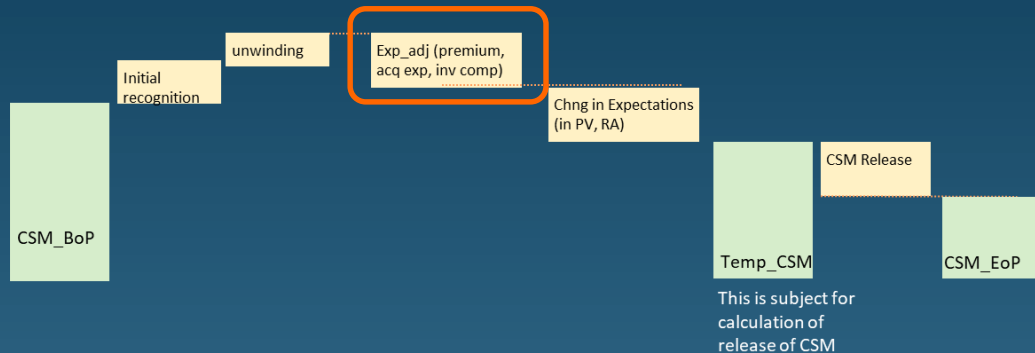 unwinding
Exp_adj (premium,
acq exp, inv comp)
Initial
recognition
Chng in Expectations
(in PV, RA)
CSM Release
CSM_BoP
Temp_CSM
CSM_EoP
This is subject for
calculation of
release of CSM